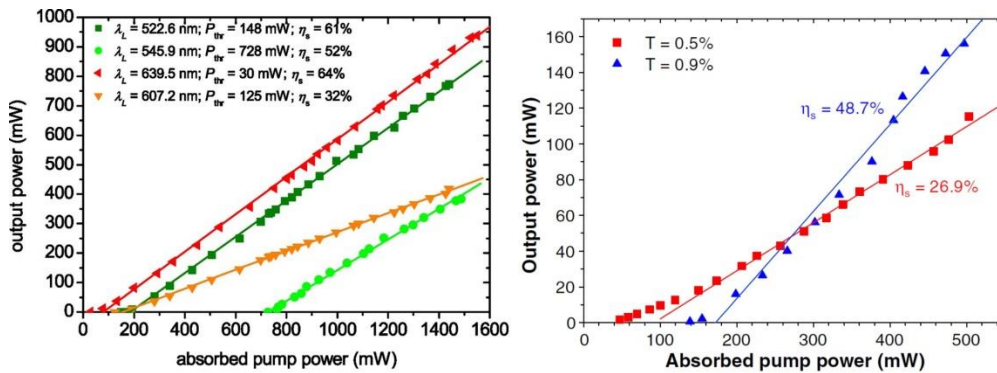 λL = 522.6 nm; Pthr = 148 mW; ηs = 61%
λL = 545.9 nm; Pthr = 728 mW; ηs = 52%
λL = 639.5 nm; Pthr = 30 mW; ηs = 64%
λL = 607.2 nm; Pthr = 125 mW; ηs = 32%
output power (mW)
1000
900
800
700
600
500
400
300
200
100
0
0 200 400 600 800 1000 1200 1400 1600
absorbed pump power (mW)
T = 0.5%
T = 0.9%
ηs = 48.7%
ηs = 26.9%
Output power (mW)
160
140
120
100
80
60
40
20
0
0 100 200 300 400 500
Absorbed pump power (mW)